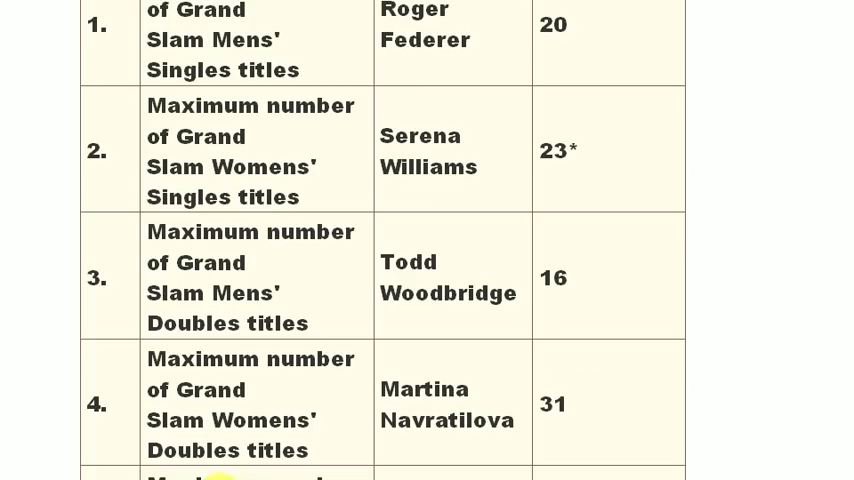 1.
of Grand
Slam Mens'
Singles titles
Roger
Federer
20
2.
Maximum number
of Grand
Slam Womens'
Singles titles
Serena
Williams
23*
3.
Maximum number
of Grand
Slam Mens'
Doubles titles
Todd
Woodbridge
16
4.
Maximum number
of Grand
Slam Womens'
Doubles titles
Martina
Navratilova
31